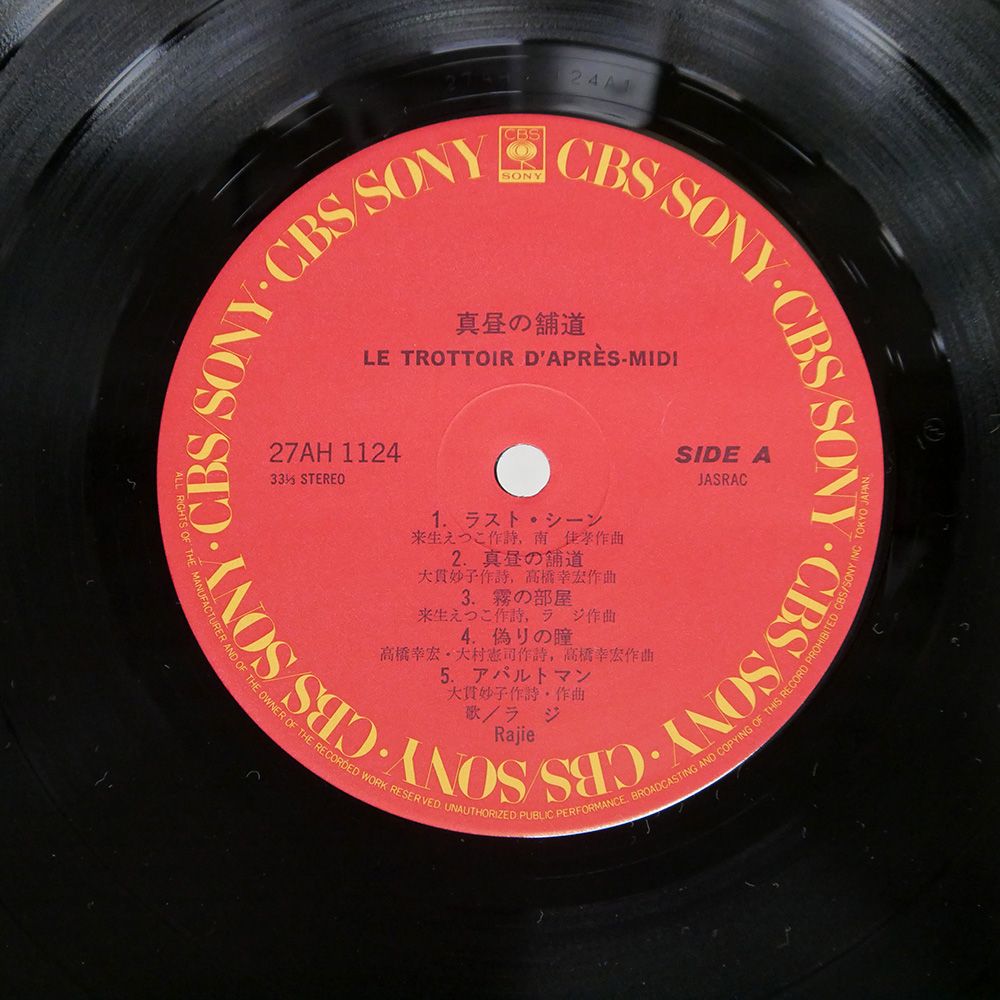 CBS
SONY
CBS/SONY · CBS/SONY · CBS/SONY · CBS/SONY · CBS/SONY · CBS/SONY · CBS/SONY · CBS/SONY
真昼の舗道
LE TROTTOIR D'APRÈS-MIDI
27AH 1124
SIDE A
33⅓ STEREO
JASRAC
1. ラスト・シーン
来生えつこ作詩, 南 佳孝作曲
2. 真昼の舗道
大貫妙子作詩, 高橋幸宏作曲
3. 霧の部屋
来生えつこ作詩, ラ ジ作曲
4. 偽りの瞳
高橋幸宏・大村憲司作詩, 高橋幸宏作曲
5. アパルトマン
大貫妙子作詩・作曲
歌/ラ ジ
Rajie
ALL RIGHTS OF THE MANUFACTURER AND OF THE OWNER OF THE RECORDED WORK RESERVED. UNAUTHORIZED PUBLIC PERFORMANCE. BROADCASTING AND COPYING OF THIS RECORD PROHIBITED CBS/SONY INC. TOKYO JAPAN.